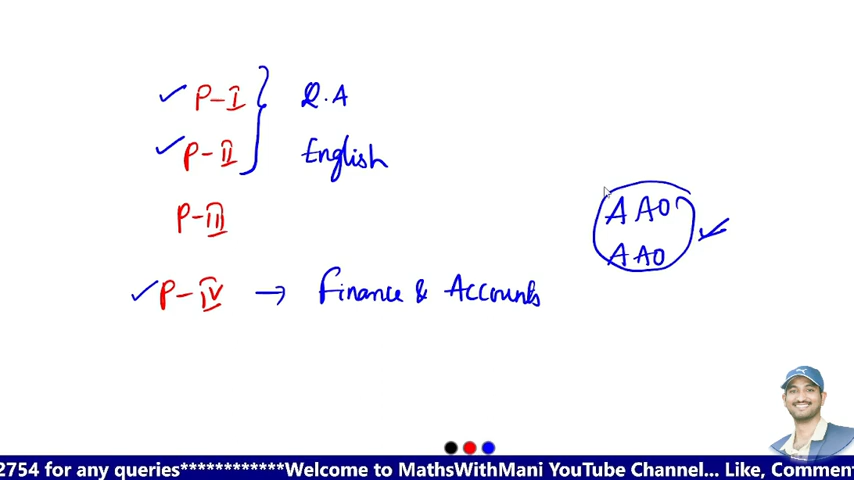 P-I Q.A
P-II English
P-III
AAO
AAO
P-IV → Finance & Accounts
2754 for any queries************Welcome to MathsWithMani YouTube Channel... Like, Comment